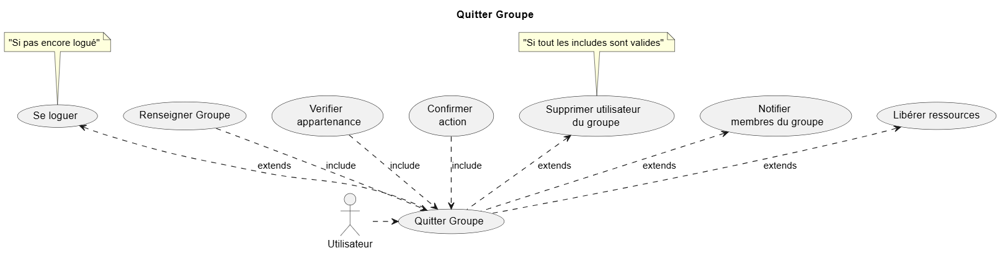 Quitter Groupe
"Si pas encore logué"
"Si tout les includes sont valides"
Se loguer
Renseigner Groupe
Verifier
appartenance
Confirmer
action
Supprimer utilisateur
du groupe
Notifier
membres du groupe
Libérer ressources
extends
include
include
include
extends
extends
extends
Utilisateur
Quitter Groupe